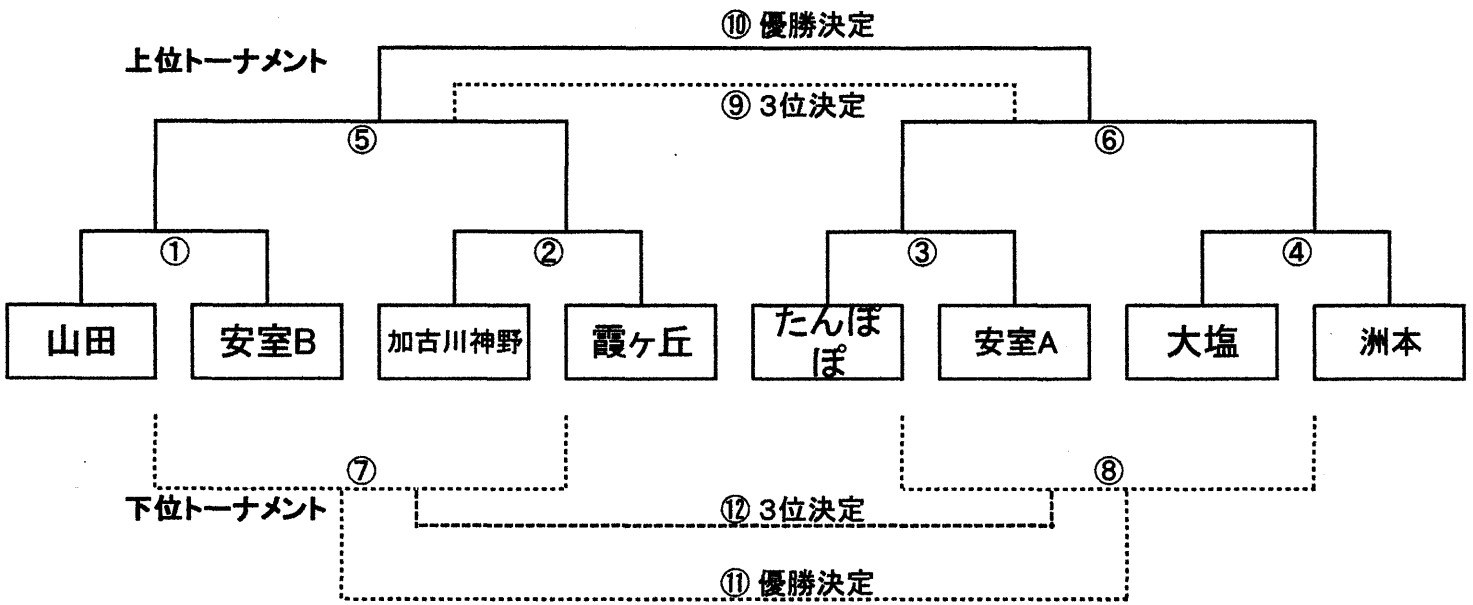 ⑩ 優勝決定
上位トーナメント
⑨ 3位決定
⑤
⑥
①
②
③
④
山田
安室B
加古川神野
霞ヶ丘
たんぽ
ぽ
安室A
大塩
洲本
⑦
⑧
下位トーナメント
⑫ 3位決定
⑪ 優勝決定